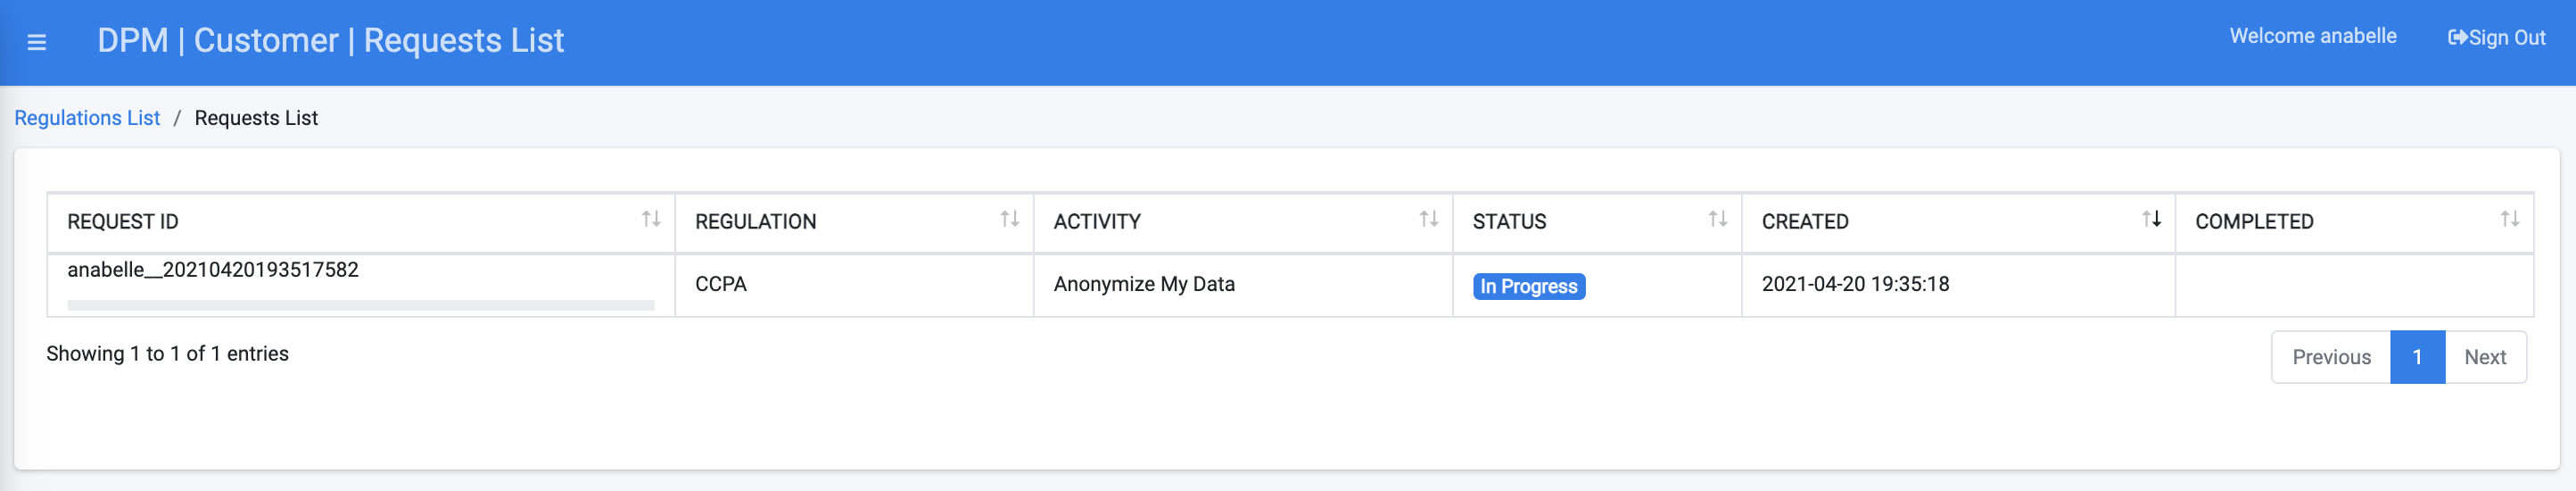 DPM | Customer | Requests List
Welcome anabelle
Sign Out
Regulations List / Requests List
REQUEST ID REGULATION ACTIVITY STATUS CREATED COMPLETED
anabelle__20210420193517582 CCPA Anonymize My Data In Progress 2021-04-20 19:35:18
Showing 1 to 1 of 1 entries
Previous 1 Next